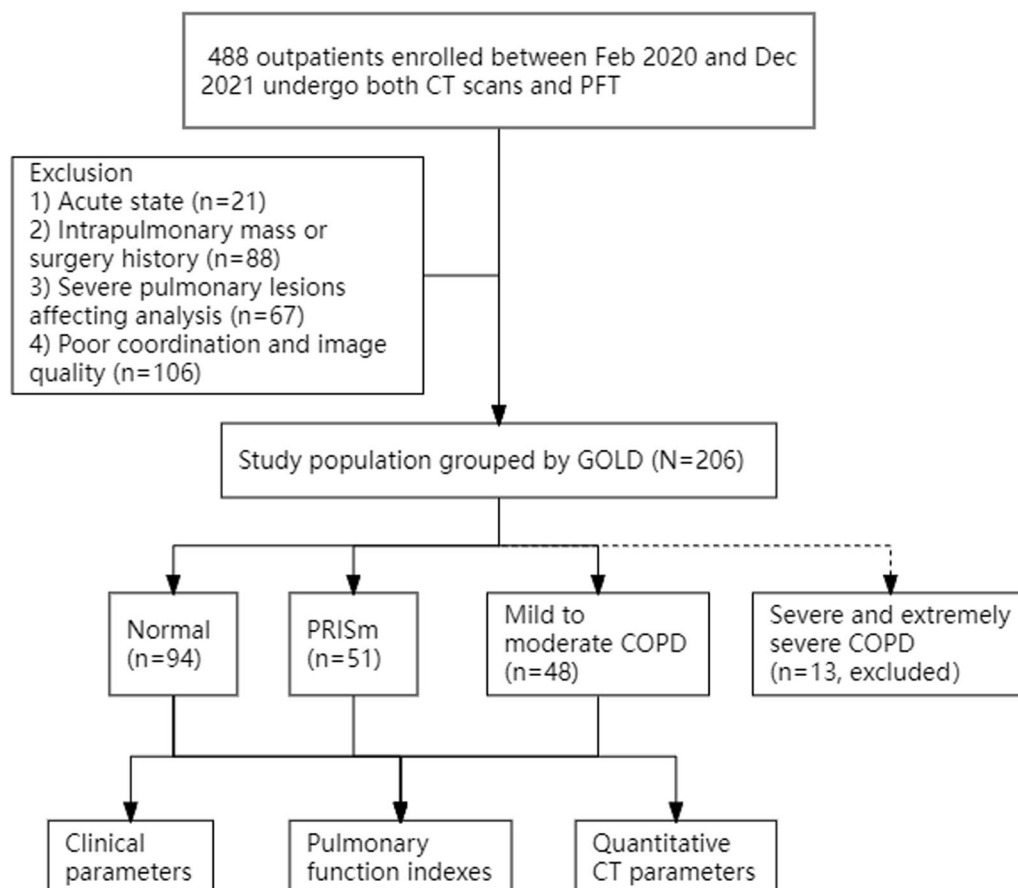 488 outpatients enrolled between Feb 2020 and Dec
2021 undergo both CT scans and PFT
Exclusion
1) Acute state (n=21)
2) Intrapulmonary mass or
surgery history (n=88)
3) Severe pulmonary lesions
affecting analysis (n=67)
4) Poor coordination and image
quality (n=106)
Study population grouped by GOLD (N=206)
Normal
(n=94)
PRISm
(n=51)
Mild to
moderate COPD
(n=48)
Severe and extremely
severe COPD
(n=13, excluded)
Clinical
parameters
Pulmonary
function indexes
Quantitative
CT parameters